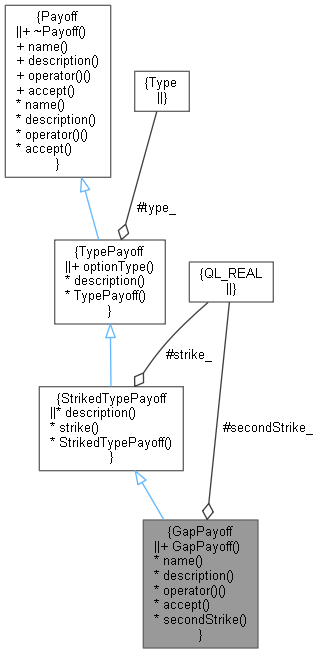 {Payoff
||+ ~Payoff()
+ name()
+ description()
+ operator()()
+ accept()
* name()
* description()
* operator()()
* accept()
}
{Type
||}
#type_
{TypePayoff
||+ optionType()
* description()
* TypePayoff()
}
{QL_REAL
||}
#strike_
{StrikedTypePayoff
||* description()
* strike()
* StrikedTypePayoff()
}
#secondStrike_
{GapPayoff
||+ GapPayoff()
* name()
* description()
* operator()()
* accept()
* secondStrike()
}